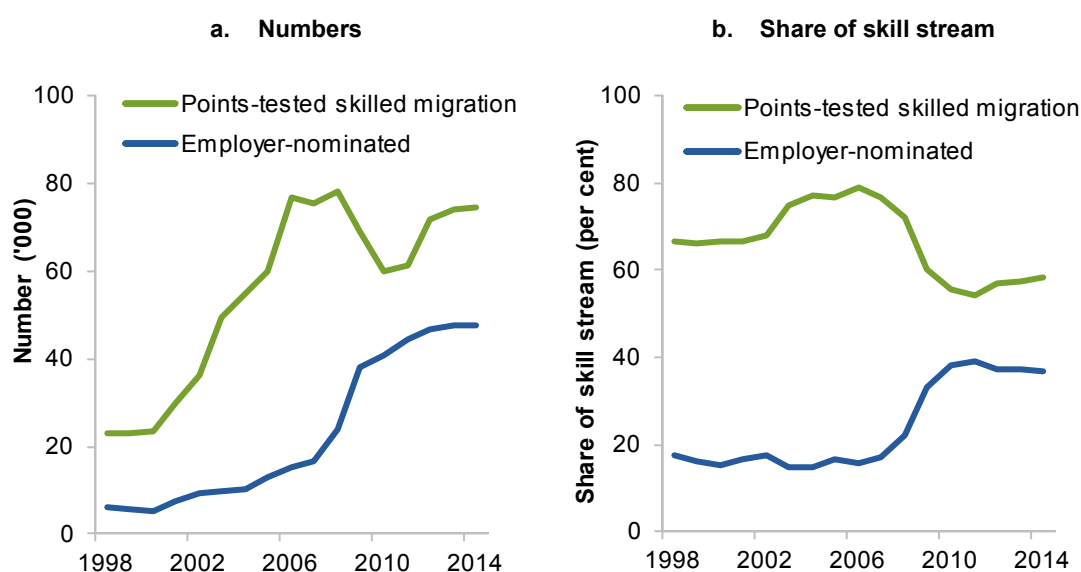 a. Numbers
Number ('000)
100
80
60
40
20
0
Points-tested skilled migration
Employer-nominated
1998 2002 2006 2010 2014
b. Share of skill stream
Share of skill stream (per cent)
100
80
60
40
20
0
Points-tested skilled migration
Employer-nominated
1998 2002 2006 2010 2014